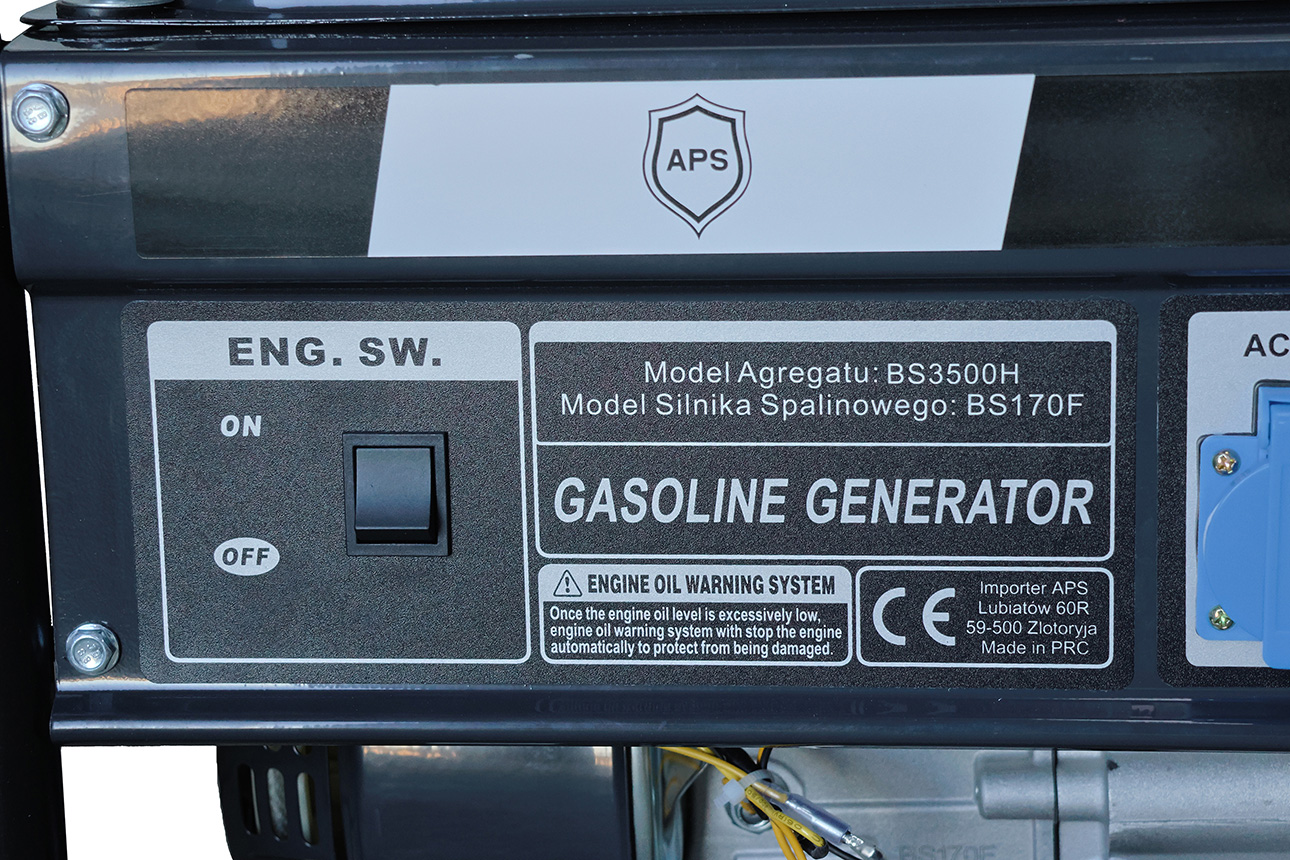 APS
ENG. SW.
ON
OFF
Model Agregatu: BS3500H
Model Silnika Spalinowego: BS170F
GASOLINE GENERATOR
ENGINE OIL WARNING SYSTEM
Once the engine oil level is excessively low,
engine oil warning system with stop the engine
automatically to protect from being damaged.
CE
Importer APS
Lubiatów 60R
59-500 Zlotoryja
Made in PRC
AC
BS170F